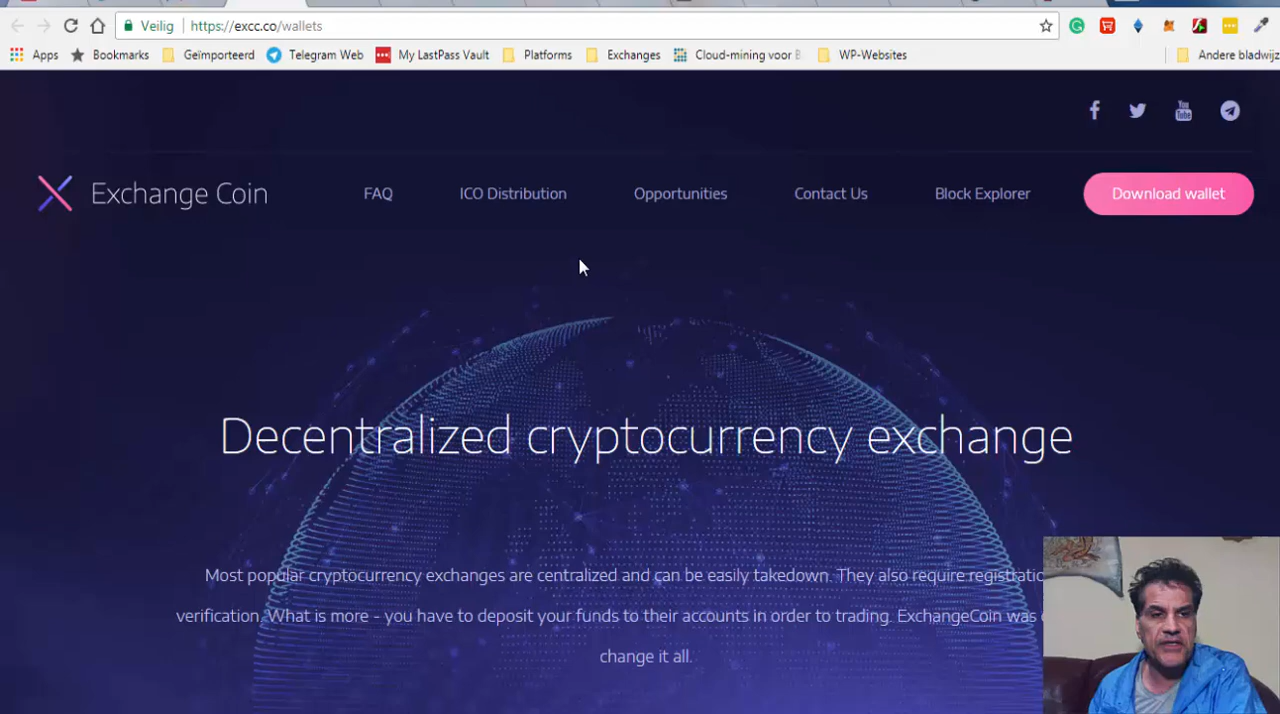 Veilig https://excc.co/wallets
Apps Bookmarks Geïmporteerd Telegram Web My LastPass Vault Platforms Exchanges Cloud-mining voor WP-Websites Andere bladwijz
You
Tube
Exchange Coin FAQ ICO Distribution Opportunities Contact Us Block Explorer Download wallet
Decentralized cryptocurrency exchange
Most popular cryptocurrency exchanges are centralized and can be easily takedown. They also require registratio
verification. What is more - you have to deposit your funds to their accounts in order to trading. ExchangeCoin was
change it all.